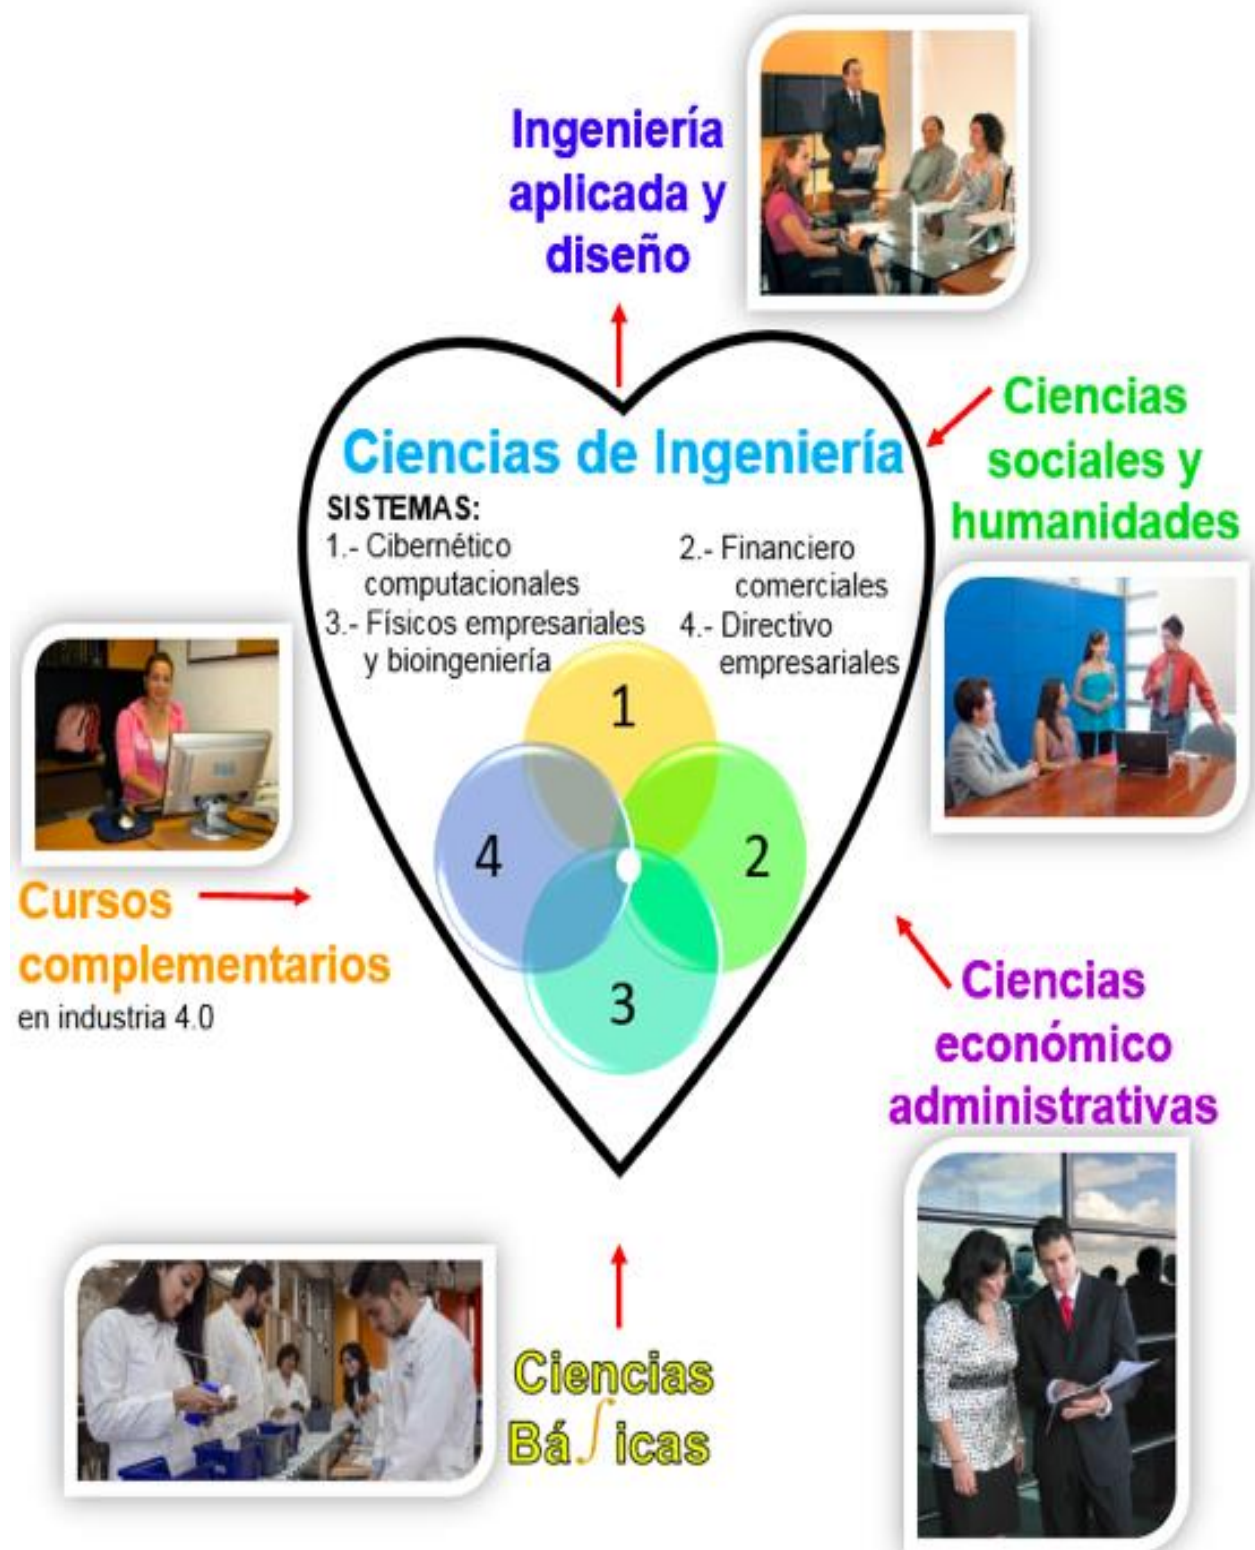 Ingeniería
aplicada y
diseño
Ciencias
sociales y
humanidades
Ciencias de Ingeniería
SISTEMAS:
1.- Cibernético
computacionales
2.- Financiero
comerciales
3.- Físicos empresariales
y bioingeniería
4.- Directivo
empresariales
1
4
2
3
Cursos
complementarios
en industria 4.0
Ciencias
económico
administrativas
Ciencias
Bá∫icas